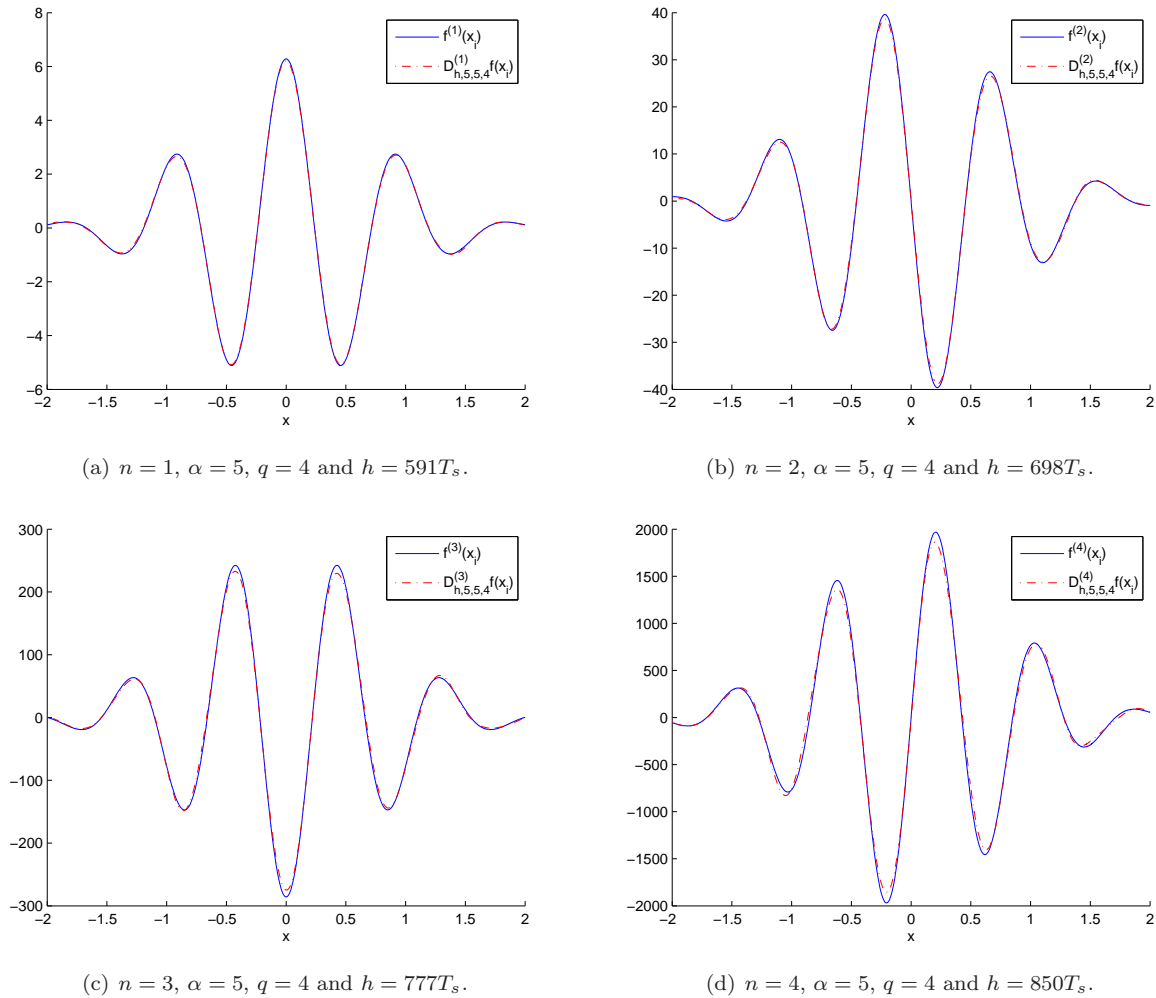 8
6
4
2
0
−2
−4
−6
−2 −1.5 −1 −0.5 0 0.5 1 1.5 2
x
f^(1)(x_i)
D^(1)_h,5,5,4 f(x_i)
(a) n = 1, α = 5, q = 4 and h = 591T_s.
40
30
20
10
0
−10
−20
−30
−40
−2 −1.5 −1 −0.5 0 0.5 1 1.5 2
x
f^(2)(x_i)
D^(2)_h,5,5,4 f(x_i)
(b) n = 2, α = 5, q = 4 and h = 698T_s.
300
200
100
0
−100
−200
−300
−2 −1.5 −1 −0.5 0 0.5 1 1.5 2
x
f^(3)(x_i)
D^(3)_h,5,5,4 f(x_i)
(c) n = 3, α = 5, q = 4 and h = 777T_s.
2000
1500
1000
500
0
−500
−1000
−1500
2000
−2 −1.5 −1 −0.5 0 0.5 1 1.5 2
x
f^(4)(x_i)
D^(4)_h,5,5,4 f(x_i)
(d) n = 4, α = 5, q = 4 and h = 850T_s.